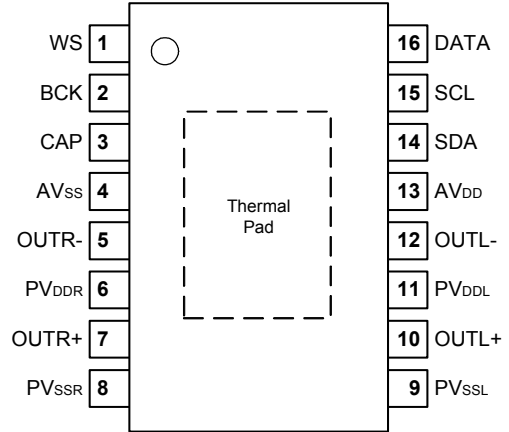 WS 1
16 DATA
BCK 2
15 SCL
CAP 3
14 SDA
AVSS 4
13 AVDD
OUTR- 5
12 OUTL-
PVDDR 6
11 PVDDL
OUTR+ 7
10 OUTL+
PVSSR 8
9 PVSSL
Thermal
Pad